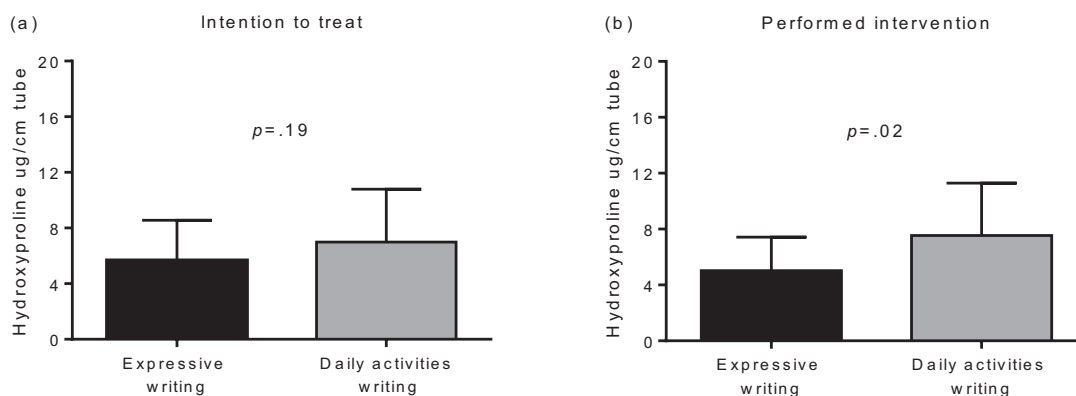 (a)
Intention to treat
Hydroxyproline ug/cm tube
20
16
12
8
4
0
p=.19
Expressive
writing
Daily activities
writing
(b)
Performed intervention
Hydroxyproline ug/cm tube
20
16
12
8
4
0
p=.02
Expressive
writing
Daily activities
writing